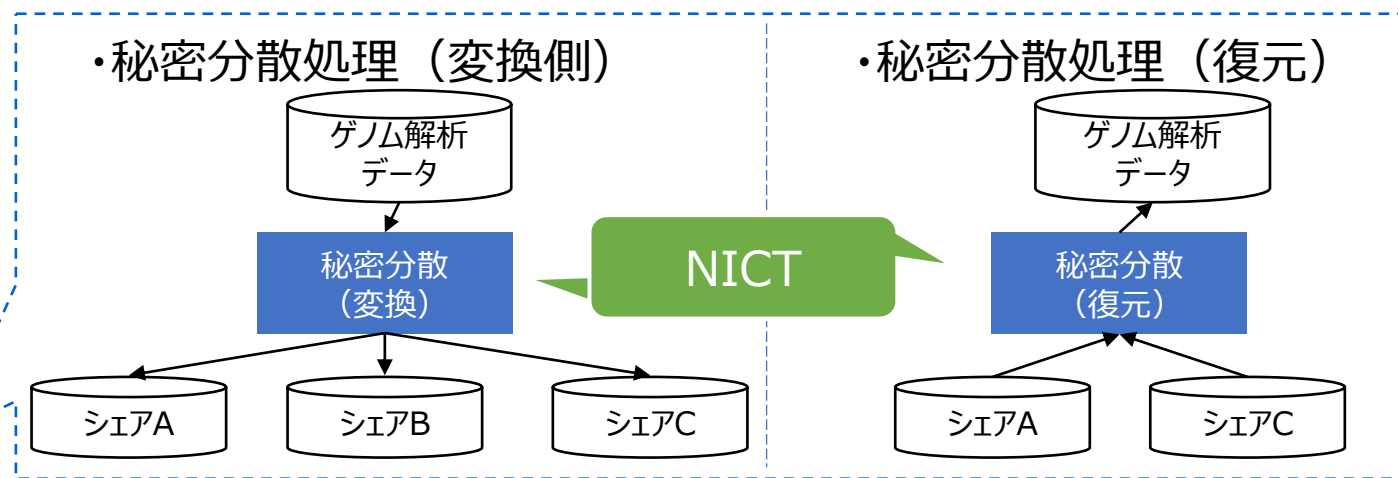 ・秘密分散処理（変換側）
ゲノム解析
データ
秘密分散
（変換）
シェアA
シェアB
シェアC
NICT
・秘密分散処理（復元）
ゲノム解析
データ
秘密分散
（復元）
シェアA
シェアC